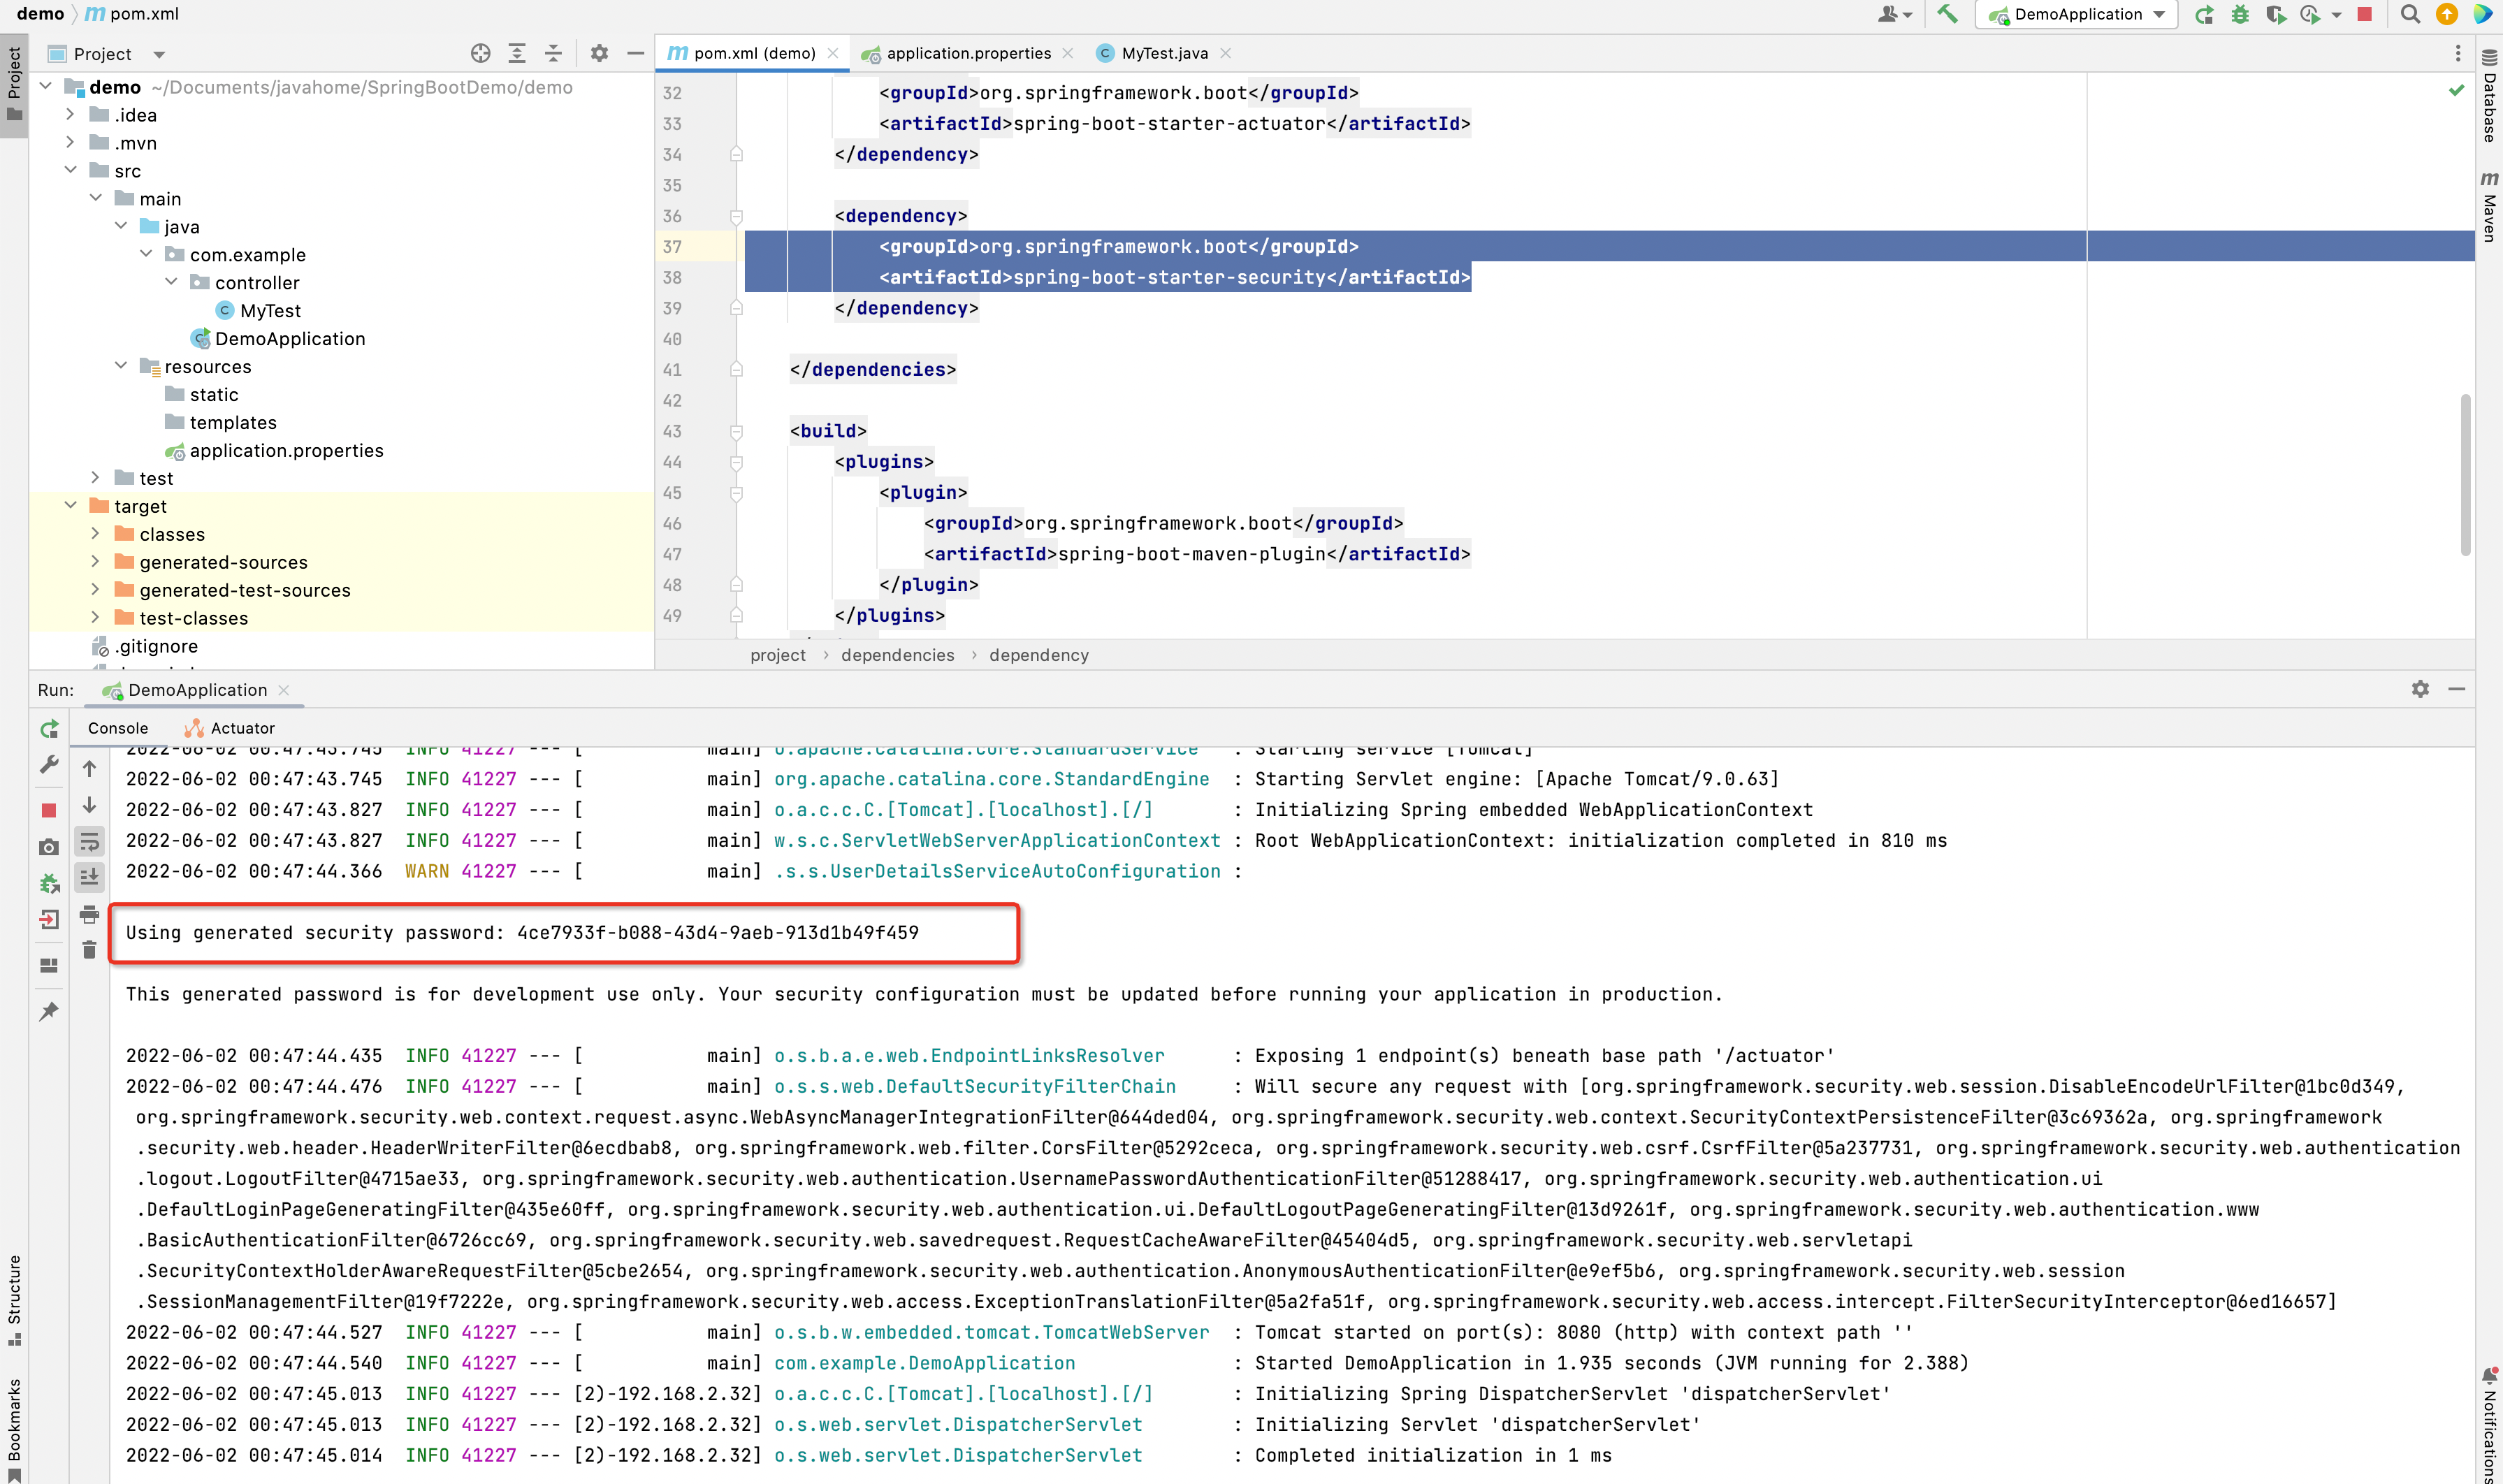 demo pom.xml
DemoApplication
Project
Project
demo ~/Documents/javahome/SpringBootDemo/demo
.idea
.mvn
src
main
java
com.example
controller
MyTest
DemoApplication
resources
static
templates
application.properties
test
target
classes
generated-sources
generated-test-sources
test-classes
.gitignore
pom.xml (demo) application.properties MyTest.java
32 <groupId>org.springframework.boot</groupId>
33 <artifactId>spring-boot-starter-actuator</artifactId>
34 </dependency>
35
36 <dependency>
37 <groupId>org.springframework.boot</groupId>
38 <artifactId>spring-boot-starter-security</artifactId>
39 </dependency>
40
41 </dependencies>
42
43 <build>
44 <plugins>
45 <plugin>
46 <groupId>org.springframework.boot</groupId>
47 <artifactId>spring-boot-maven-plugin</artifactId>
48 </plugin>
49 </plugins>
project › dependencies › dependency
Database
Maven
Run: DemoApplication
Console Actuator
2022-06-02 00:47:43.745 INFO 41227 --- [ main] o.apache.catalina.core.StandardService : Starting service [Tomcat]
2022-06-02 00:47:43.745 INFO 41227 --- [ main] org.apache.catalina.core.StandardEngine : Starting Servlet engine: [Apache Tomcat/9.0.63]
2022-06-02 00:47:43.827 INFO 41227 --- [ main] o.a.c.c.C.[Tomcat].[localhost].[/] : Initializing Spring embedded WebApplicationContext
2022-06-02 00:47:43.827 INFO 41227 --- [ main] w.s.c.ServletWebServerApplicationContext : Root WebApplicationContext: initialization completed in 810 ms
2022-06-02 00:47:44.366 WARN 41227 --- [ main] .s.s.UserDetailsServiceAutoConfiguration :
Using generated security password: 4ce7933f-b088-43d4-9aeb-913d1b49f459
This generated password is for development use only. Your security configuration must be updated before running your application in production.
2022-06-02 00:47:44.435 INFO 41227 --- [ main] o.s.b.a.e.web.EndpointLinksResolver : Exposing 1 endpoint(s) beneath base path '/actuator'
2022-06-02 00:47:44.476 INFO 41227 --- [ main] o.s.s.web.DefaultSecurityFilterChain : Will secure any request with [org.springframework.security.web.session.DisableEncodeUrlFilter@1bc0d349,
org.springframework.security.web.context.request.async.WebAsyncManagerIntegrationFilter@644ded04, org.springframework.security.web.context.SecurityContextPersistenceFilter@3c69362a, org.springframework
.security.web.header.HeaderWriterFilter@6ecdbab8, org.springframework.web.filter.CorsFilter@5292ceca, org.springframework.security.web.csrf.CsrfFilter@5a237731, org.springframework.security.web.authentication
.logout.LogoutFilter@4715ae33, org.springframework.security.web.authentication.UsernamePasswordAuthenticationFilter@51288417, org.springframework.security.web.authentication.ui
.DefaultLoginPageGeneratingFilter@435e60ff, org.springframework.security.web.authentication.ui.DefaultLogoutPageGeneratingFilter@13d9261f, org.springframework.security.web.authentication.www
.BasicAuthenticationFilter@6726cc69, org.springframework.security.web.savedrequest.RequestCacheAwareFilter@45404d5, org.springframework.security.web.servletapi
.SecurityContextHolderAwareRequestFilter@5cbe2654, org.springframework.security.web.authentication.AnonymousAuthenticationFilter@e9ef5b6, org.springframework.security.web.session
.SessionManagementFilter@19f7222e, org.springframework.security.web.access.ExceptionTranslationFilter@5a2fa51f, org.springframework.security.web.access.intercept.FilterSecurityInterceptor@6ed16657]
2022-06-02 00:47:44.527 INFO 41227 --- [ main] o.s.b.w.embedded.tomcat.TomcatWebServer : Tomcat started on port(s): 8080 (http) with context path ''
2022-06-02 00:47:44.540 INFO 41227 --- [ main] com.example.DemoApplication : Started DemoApplication in 1.935 seconds (JVM running for 2.388)
2022-06-02 00:47:45.013 INFO 41227 --- [2)-192.168.2.32] o.a.c.c.C.[Tomcat].[localhost].[/] : Initializing Spring DispatcherServlet 'dispatcherServlet'
2022-06-02 00:47:45.013 INFO 41227 --- [2)-192.168.2.32] o.s.web.servlet.DispatcherServlet : Initializing Servlet 'dispatcherServlet'
2022-06-02 00:47:45.014 INFO 41227 --- [2)-192.168.2.32] o.s.web.servlet.DispatcherServlet : Completed initialization in 1 ms
Structure
Bookmarks
Notifications